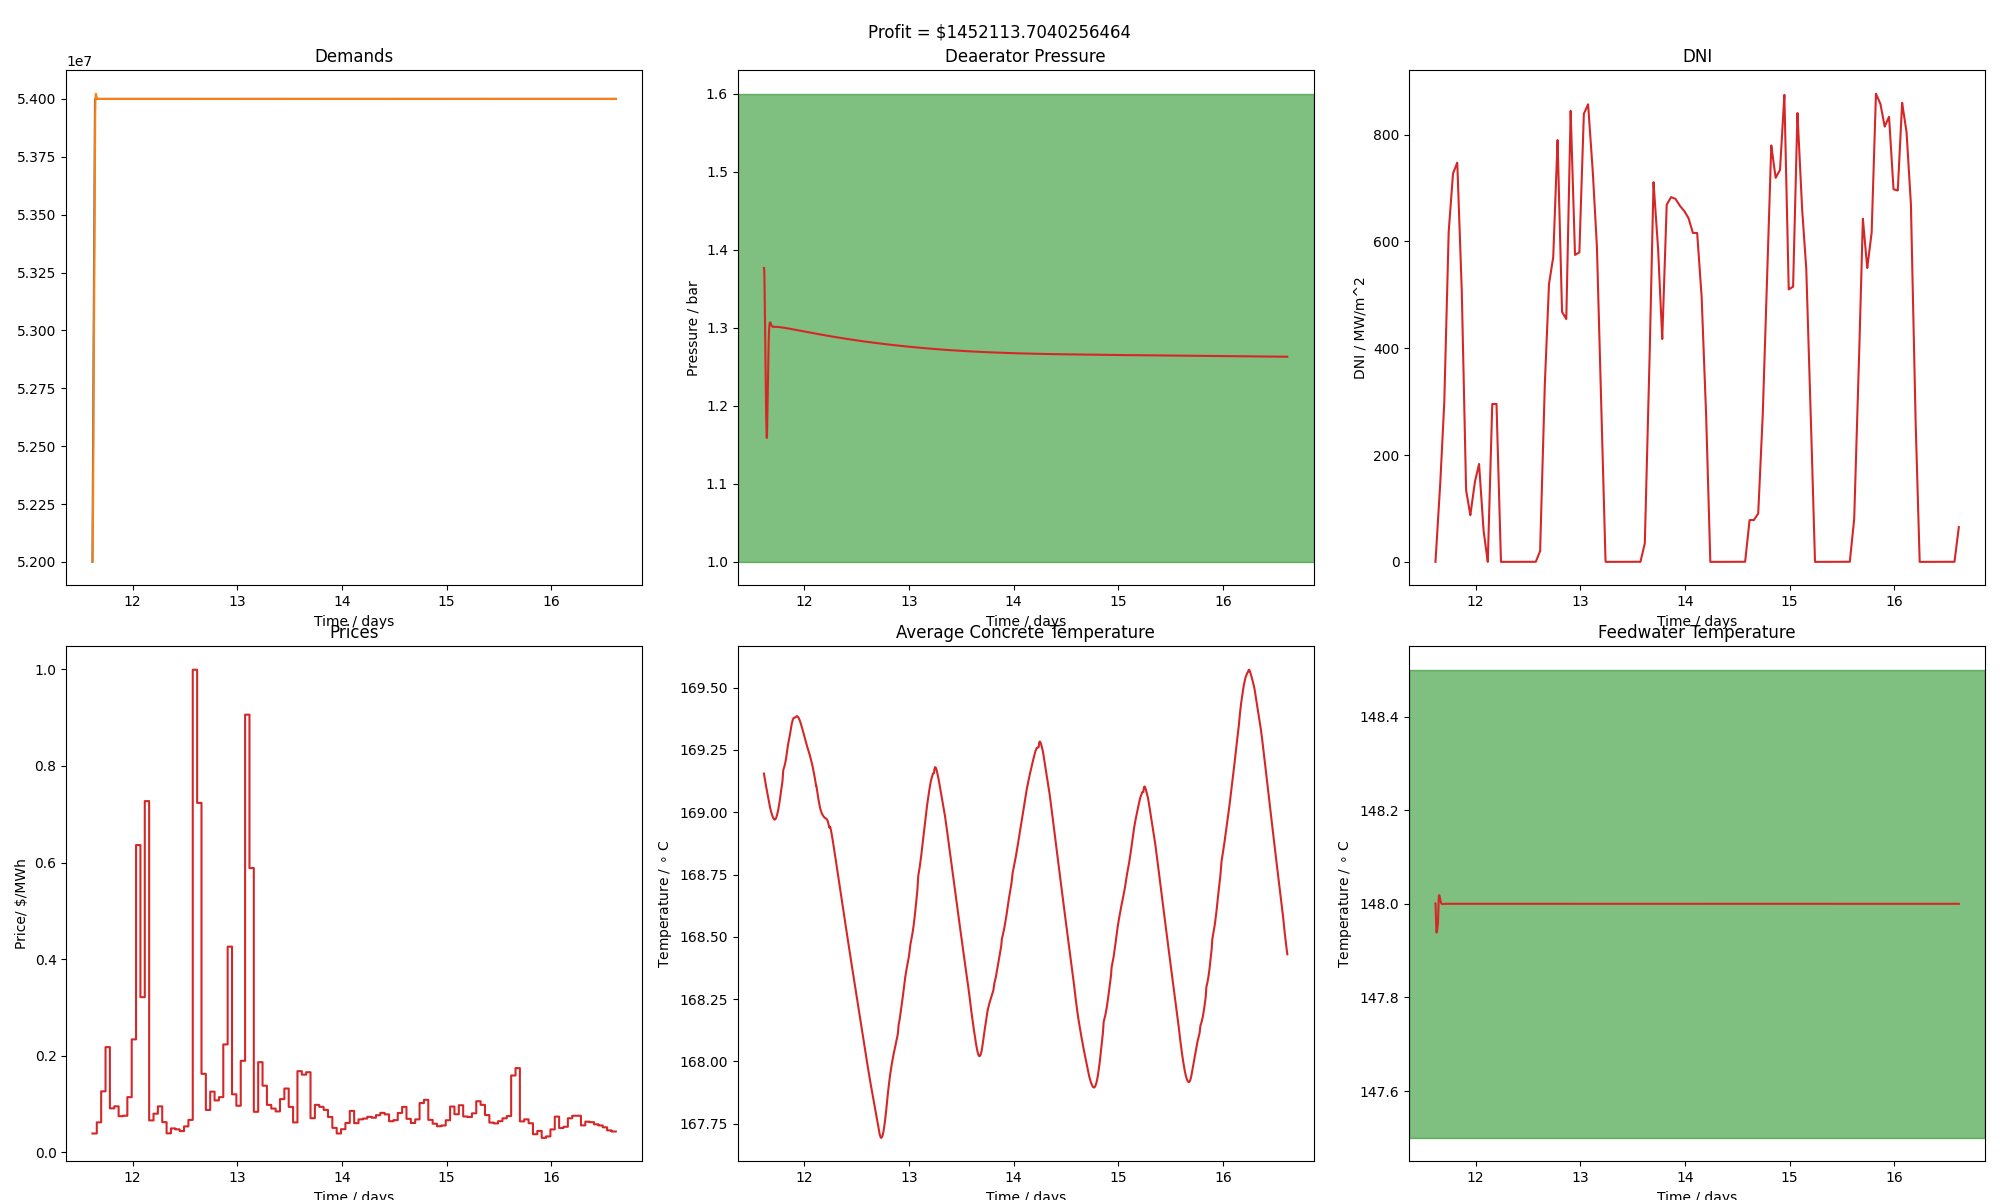 Profit = $1452113.7040256464
Demands
1e7
5.400
5.375
5.350
5.325
5.300
5.275
5.250
5.225
5.200
12 13 14 15 16
Time / days
Deaerator Pressure
Pressure / bar
1.6
1.5
1.4
1.3
1.2
1.1
1.0
12 13 14 15 16
Time / days
DNI
DNI / MW/m^2
800
600
400
200
0
12 13 14 15 16
Time / days
Prices
Price/ $/MWh
1.0
0.8
0.6
0.4
0.2
0.0
12 13 14 15 16
Time / days
Average Concrete Temperature
Temperature / ∘ C
169.50
169.25
169.00
168.75
168.50
168.25
168.00
167.75
12 13 14 15 16
Time / days
Feedwater Temperature
Temperature / ∘ C
148.4
148.2
148.0
147.8
147.6
12 13 14 15 16
Time / days